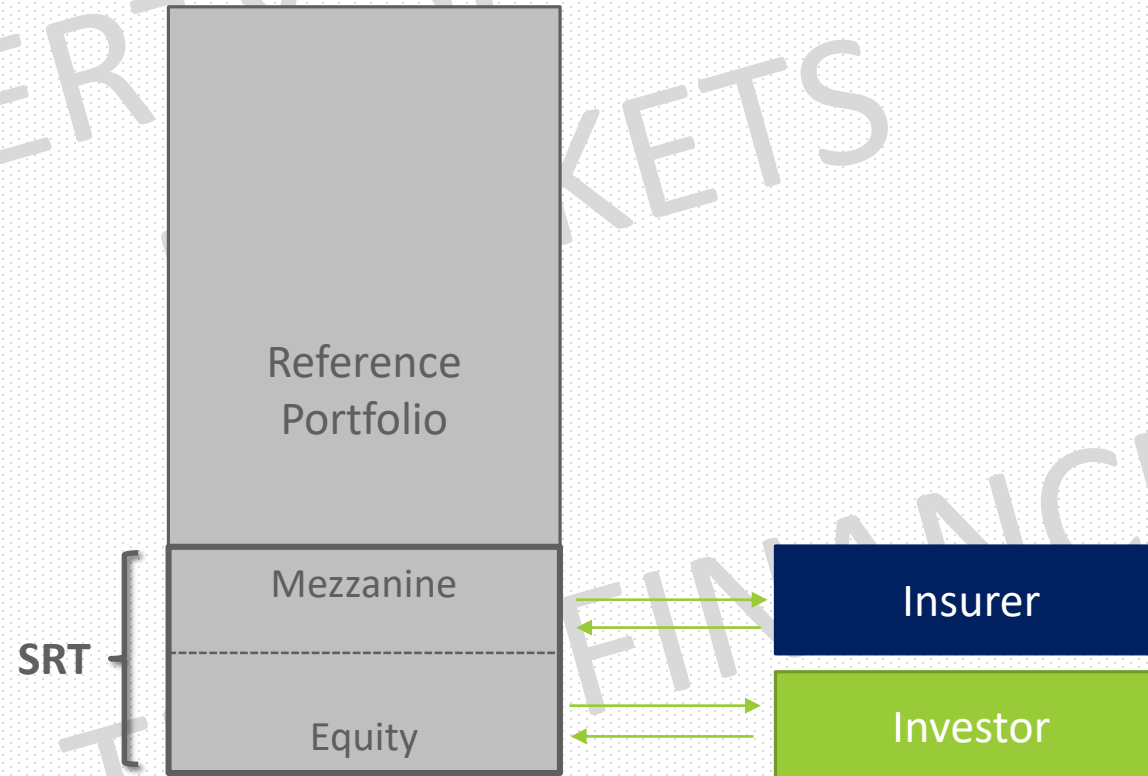 Reference
Portfolio
Mezzanine
Insurer
SRT
Equity
Investor